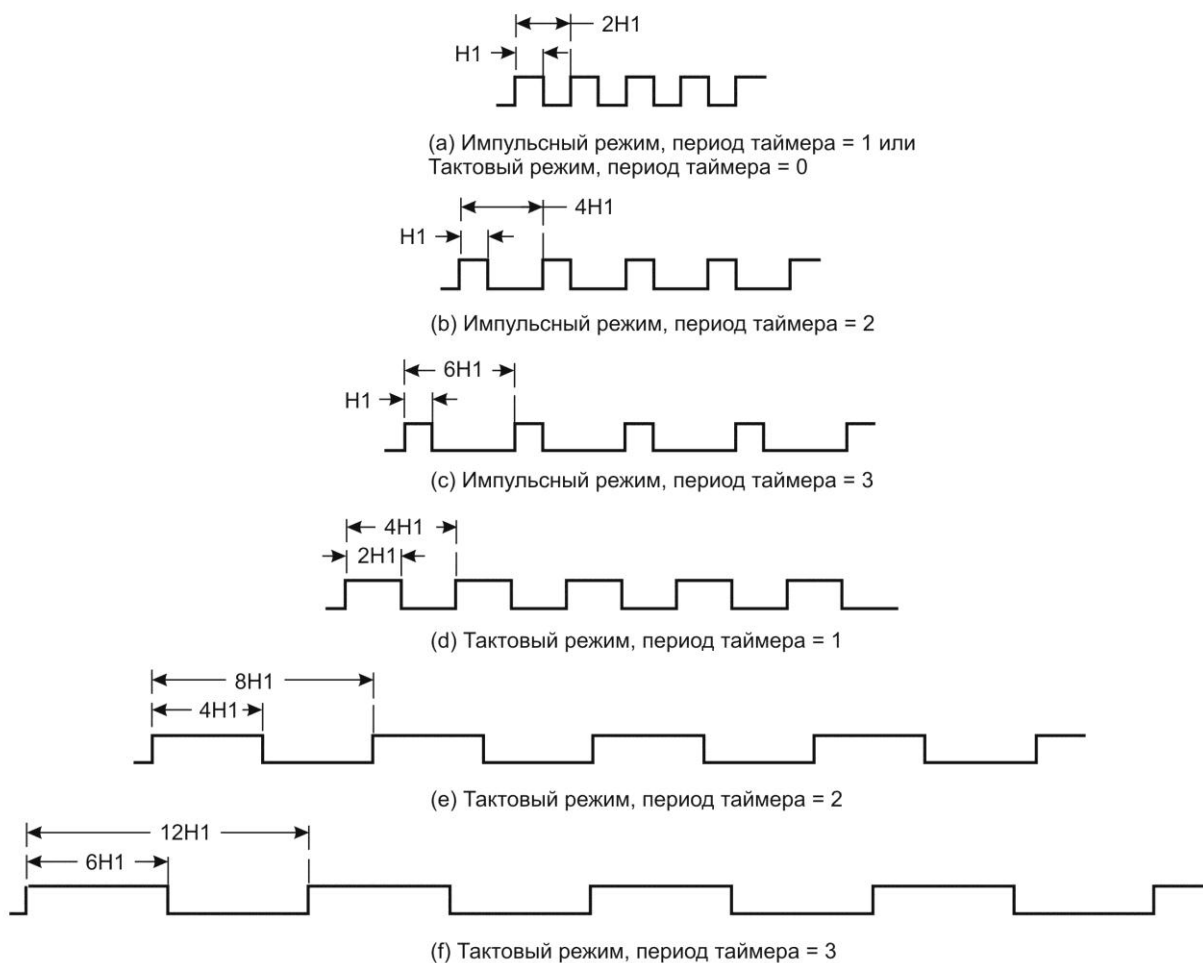 2H1
H1
(a) Импульсный режим, период таймера = 1 или
Тактовый режим, период таймера = 0
4H1
H1
(b) Импульсный режим, период таймера = 2
6H1
H1
(c) Импульсный режим, период таймера = 3
4H1
2H1
(d) Тактовый режим, период таймера = 1
8H1
4H1
(e) Тактовый режим, период таймера = 2
12H1
6H1
(f) Тактовый режим, период таймера = 3